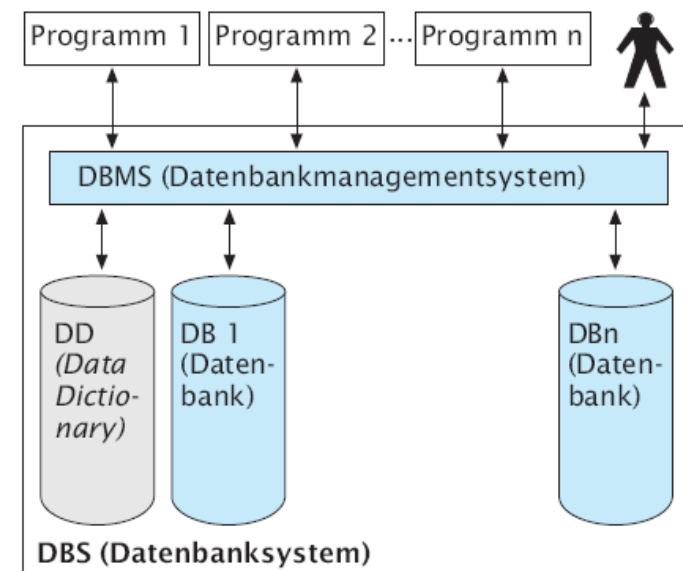 Programm 1 Programm 2 ... Programm n
DBMS (Datenbankmanagementsystem)
DD
(Data
Dictio-
nary)
DB 1
(Daten-
bank)
DBn
(Daten-
bank)
DBS (Datenbanksystem)